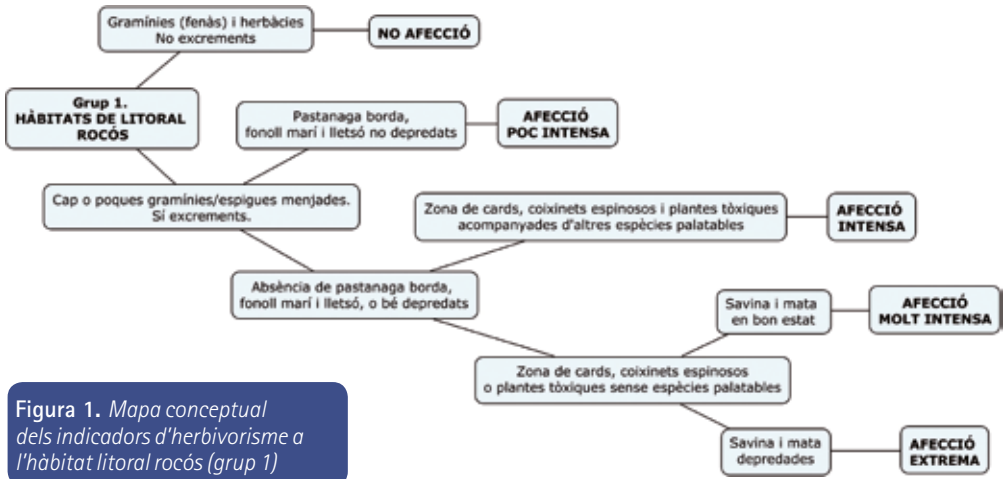 Gramínies (fenàs) i herbàcies
No excrements
NO AFECCIÓ
Grup 1.
HÀBITATS DE LITORAL
ROCÓS
Pastanaga borda,
fonoll marí i lletsó no depredats
AFECCIÓ
POC INTENSA
Cap o poques gramínies/espigues menjades.
Sí excrements.
Zona de cards, coixinets espinosos i plantes tòxiques
acompanyades d'altres espècies palatables
AFECCIÓ
INTENSA
Absència de pastanaga borda,
fonoll marí i lletsó, o bé depredats
Savina i mata
en bon estat
AFECCIÓ
MOLT INTENSA
Zona de cards, coixinets espinosos
o plantes tòxiques sense espècies palatables
Savina i mata
depredades
AFECCIÓ
EXTREMA
Figura 1. Mapa conceptual
dels indicadors d'herbivorisme a
l'hàbitat litoral rocós (grup 1)